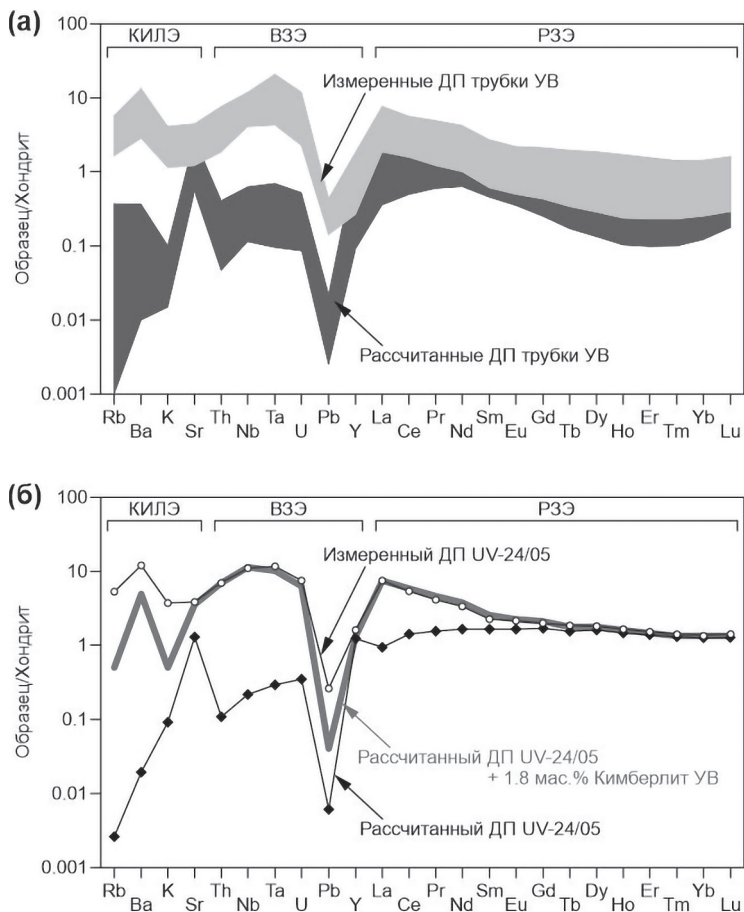 (а)
100
10
1
0.1
0.01
0.001
Образец/Хондрит
КИЛЭ
ВЗЭ
РЗЭ
Измеренные ДП трубки УВ
Рассчитанные ДП трубки УВ
Rb Ba K Sr Th Nb Ta U Pb Y La Ce Pr Nd Sm Eu Gd Tb Dy Ho Er Tm Yb Lu
(б)
100
10
1
0.1
0.01
0.001
Образец/Хондрит
КИЛЭ
ВЗЭ
РЗЭ
Измеренный ДП UV-24/05
Рассчитанный ДП UV-24/05
+ 1.8 мас.% Кимберлит УВ
Рассчитанный ДП UV-24/05
Rb Ba K Sr Th Nb Ta U Pb Y La Ce Pr Nd Sm Eu Gd Tb Dy Ho Er Tm Yb Lu